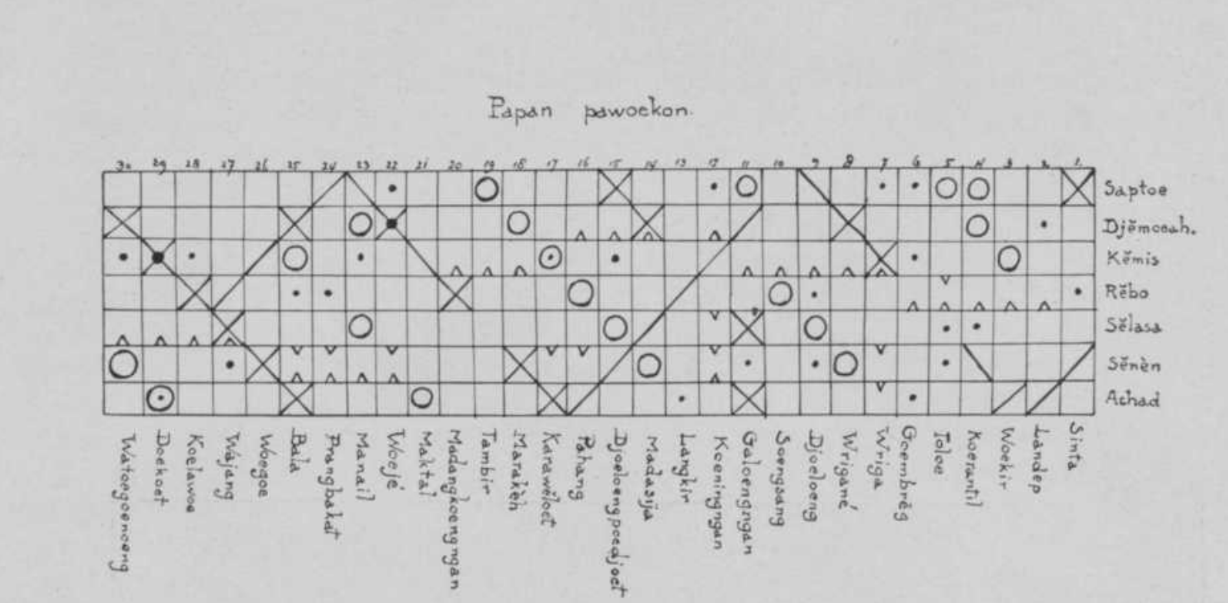 Papan pawoekon.
30 29 28 27 26 25 24 23 22 21 20 19 18 17 16 15 14 13 12 11 10 9 8 7 6 5 4 3 2 1.
Saptoe
Djĕmoeah.
Kĕmis
Rĕbo
Sĕlasa
Sĕnèn
Achad
Watoegoenoeng
Doekoet
Koelawoe
Wajang
Woegoe
Bala
Prangbakat
Manail
Woejé
Maktal
Madangkoengngan
Tambir
Marakèh
Karawĕloet
Pahang
Djoeloengpoedjoet
Madasija
Langkir
Koeningngan
Galoengngan
Soengsang
Djoeloeng
Wrigané
Wriga
Goembrĕg
Toloe
Koerantil
Woekir
Landep
Sinta